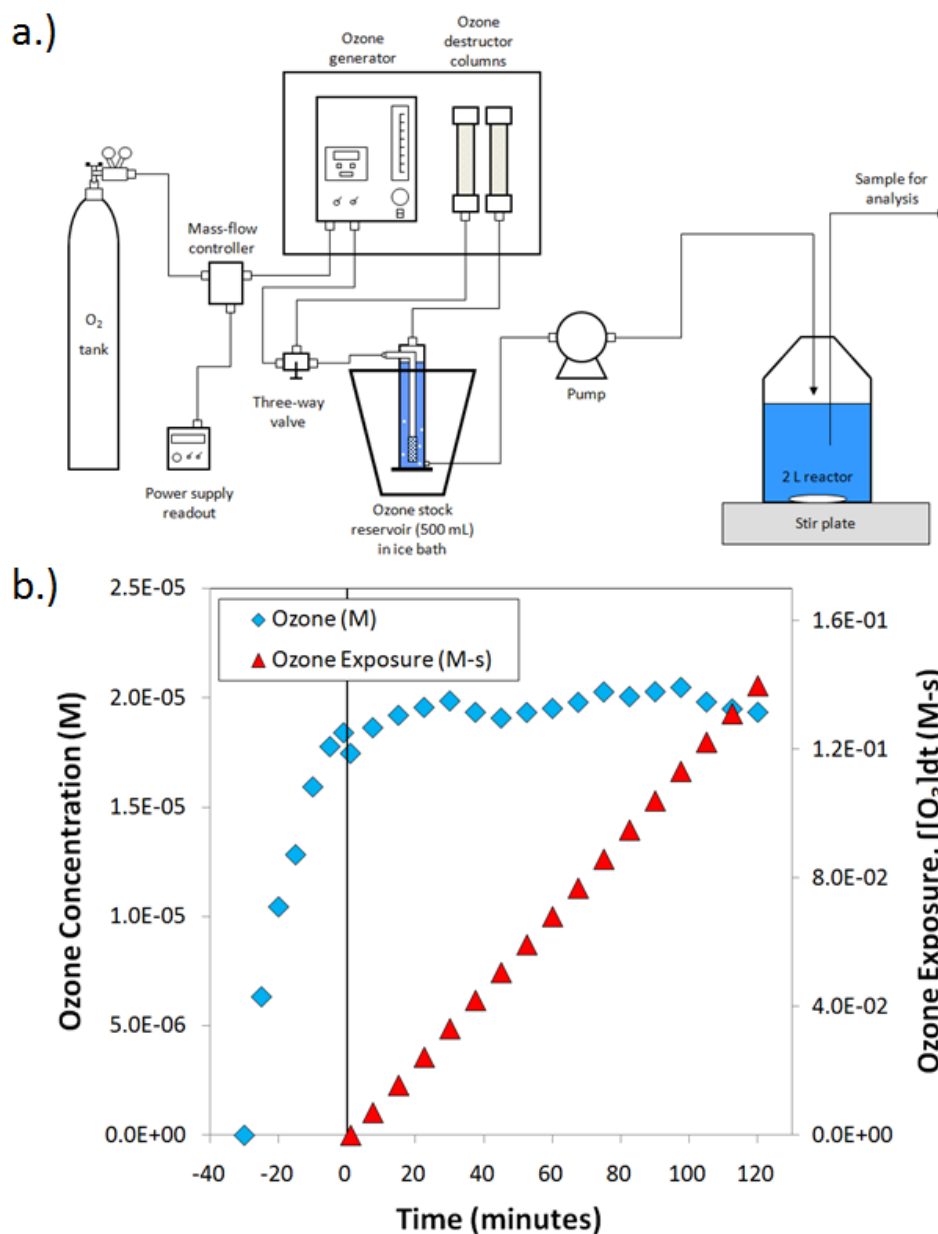 a.)
Ozone
generator
Ozone
destructor
columns
Sample for
analysis
Mass-flow
controller
O2
tank
Three-way
valve
Pump
Power supply
readout
Ozone stock
reservoir (500 mL)
in ice bath
2 L reactor
Stir plate
b.)
2.5E-05
2.0E-05
1.5E-05
1.0E-05
5.0E-06
0.0E+00
Ozone Concentration (M)
Ozone (M)
Ozone Exposure (M-s)
1.6E-01
1.2E-01
8.0E-02
4.0E-02
0.0E+00
Ozone Exposure, ∫[O3]dt (M-s)
-40 -20 0 20 40 60 80 100 120
Time (minutes)